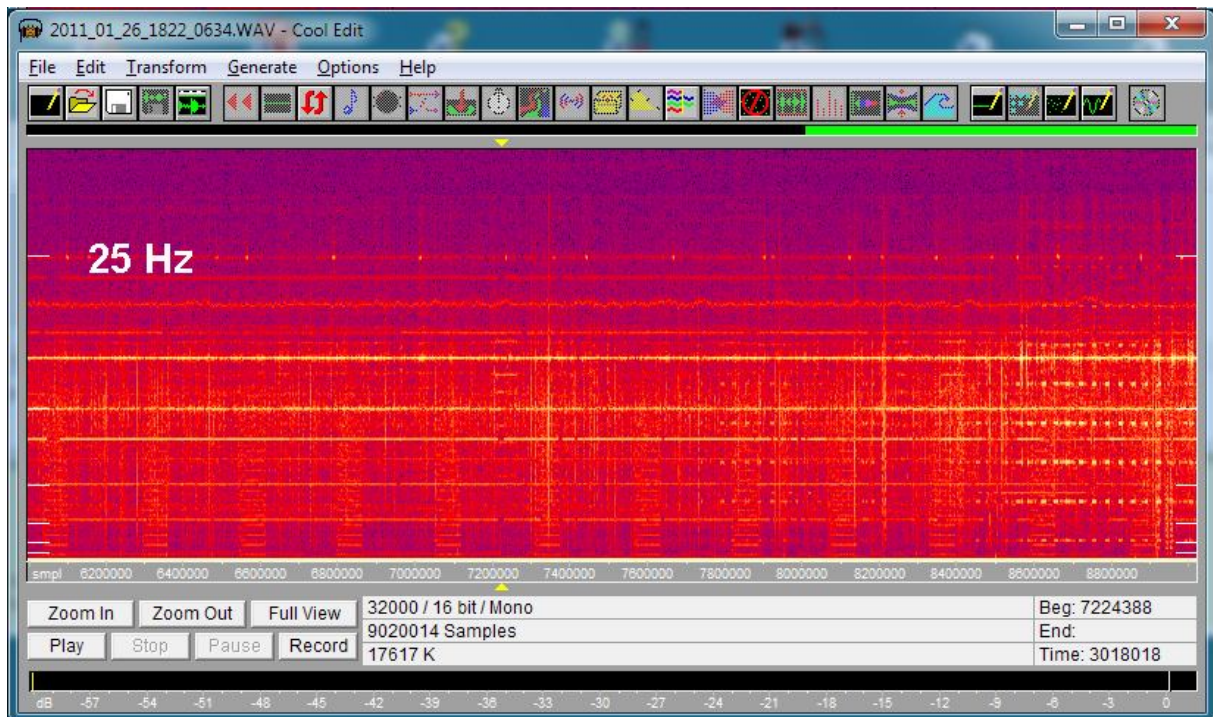 2011_01_26_1822_0634.WAV - Cool Edit
File Edit Transform Generate Options Help
25 Hz
smpl 6200000 6400000 6600000 6800000 7000000 7200000 7400000 7600000 7800000 8000000 8200000 8400000 8600000 8800000
Zoom In Zoom Out Full View 32000 / 16 bit / Mono Beg: 7224388
9020014 Samples End:
Play Stop Pause Record 17617 K Time: 3018018
dB -57 -54 -51 -48 -45 -42 -39 -36 -33 -30 -27 -24 -21 -18 -15 -12 -9 -6 -3 0